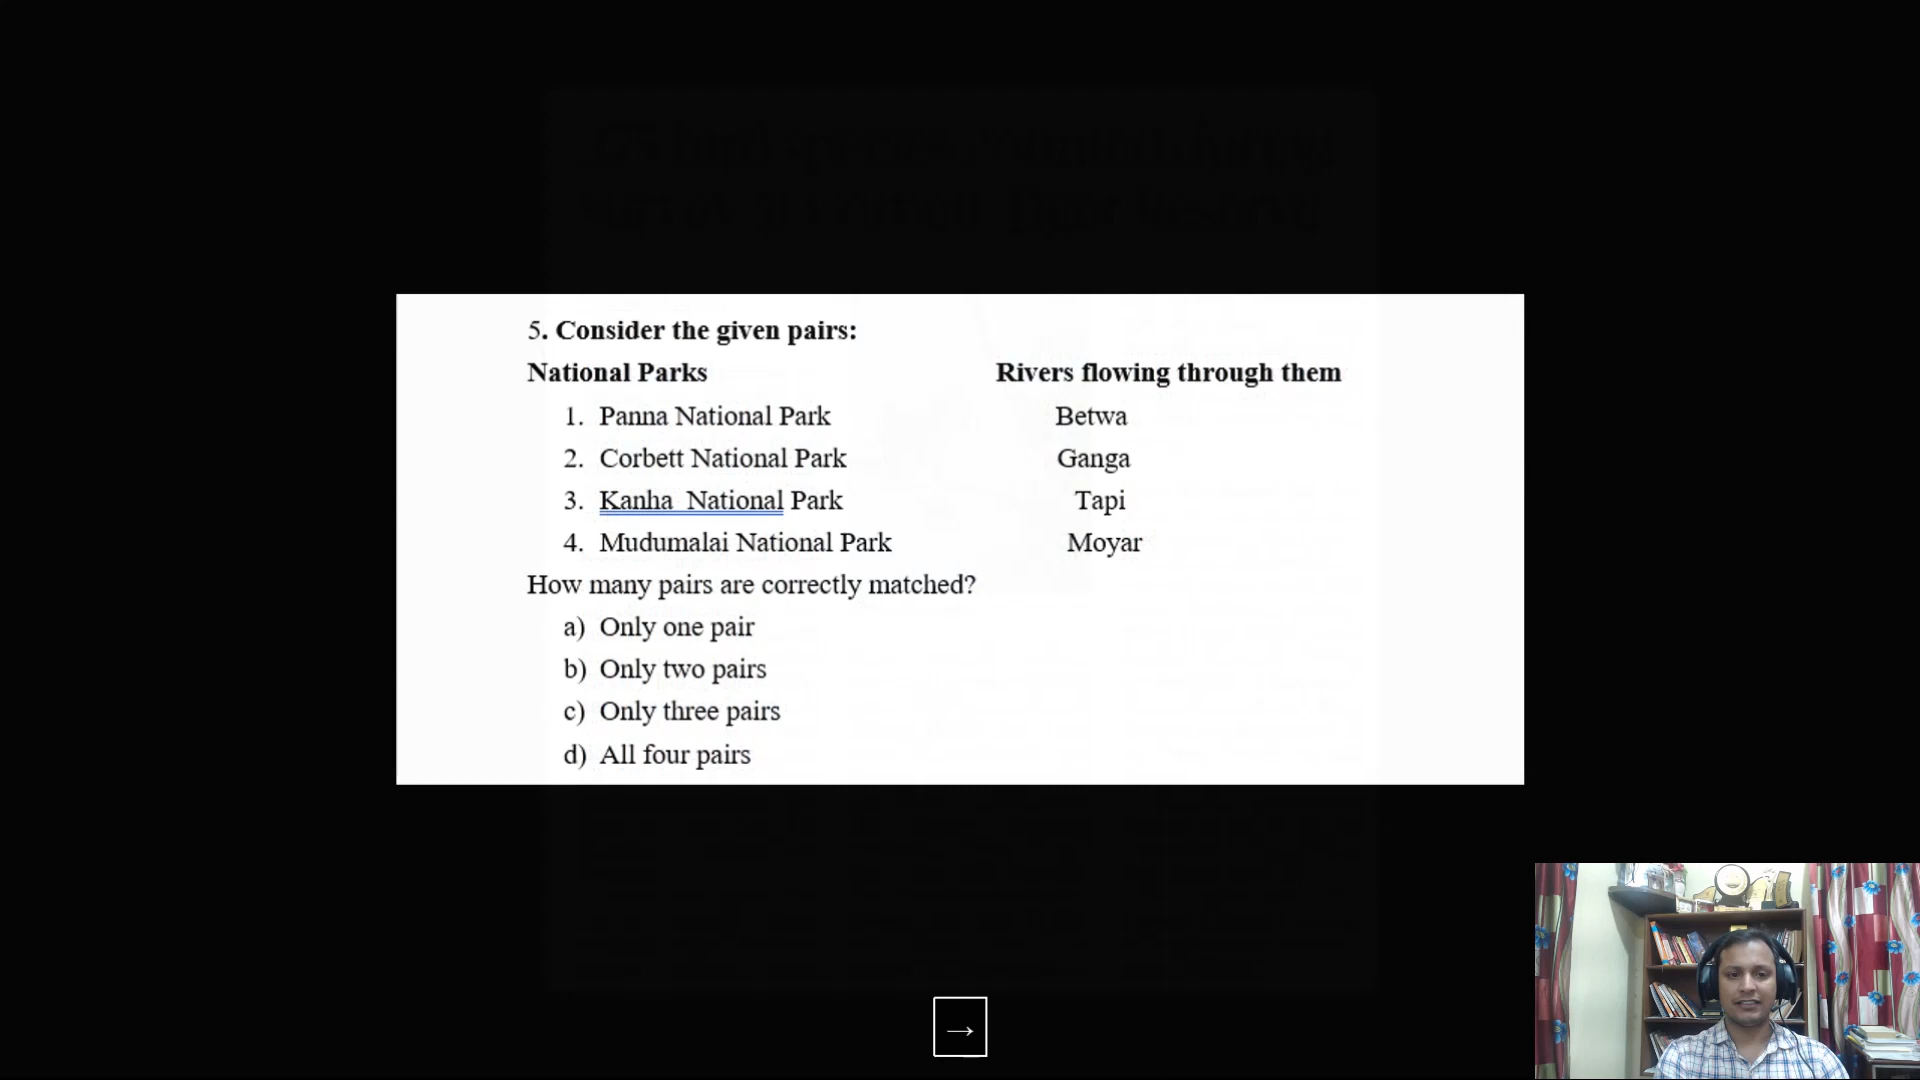 5. Consider the given pairs:
National Parks Rivers flowing through them
1. Panna National Park Betwa
2. Corbett National Park Ganga
3. Kanha National Park Tapi
4. Mudumalai National Park Moyar
How many pairs are correctly matched?
a) Only one pair
b) Only two pairs
c) Only three pairs
d) All four pairs
→